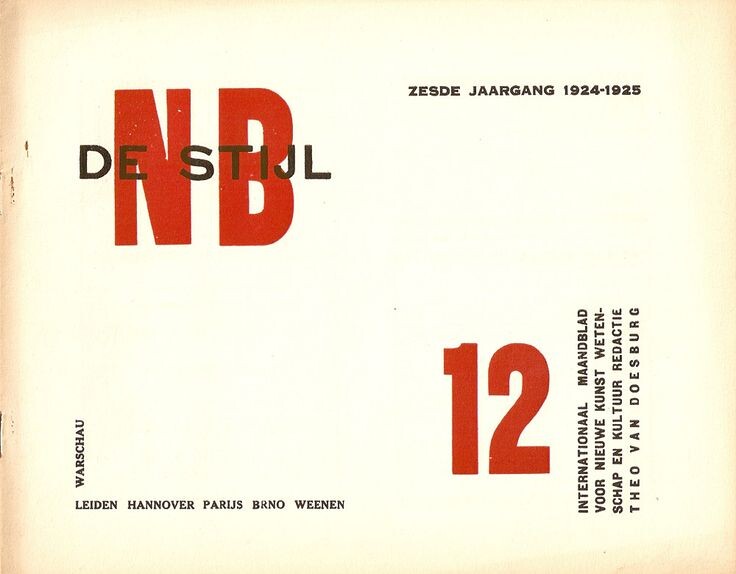 NB
DE STIJL
ZESDE JAARGANG 1924-1925
12
INTERNATIONAAL MAANDBLAD
VOOR NIEUWE KUNST WETEN-
SCHAP EN KULTUUR REDACTIE
THEO VAN DOESBURG
WARSCHAU
LEIDEN HANNOVER PARIJS BRNO WEENEN